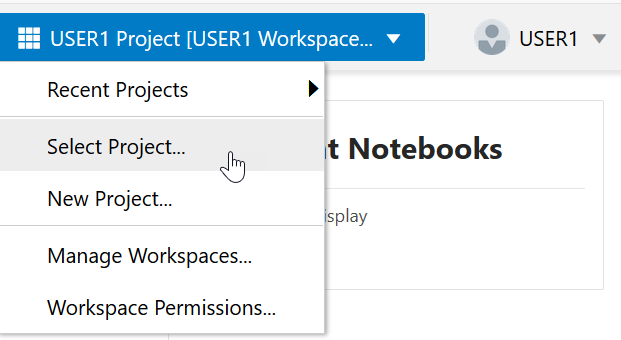 USER1 Project [USER1 Workspace...
USER1
Recent Projects
Select Project...
t Notebooks
New Project...
isplay
Manage Workspaces...
Workspace Permissions...